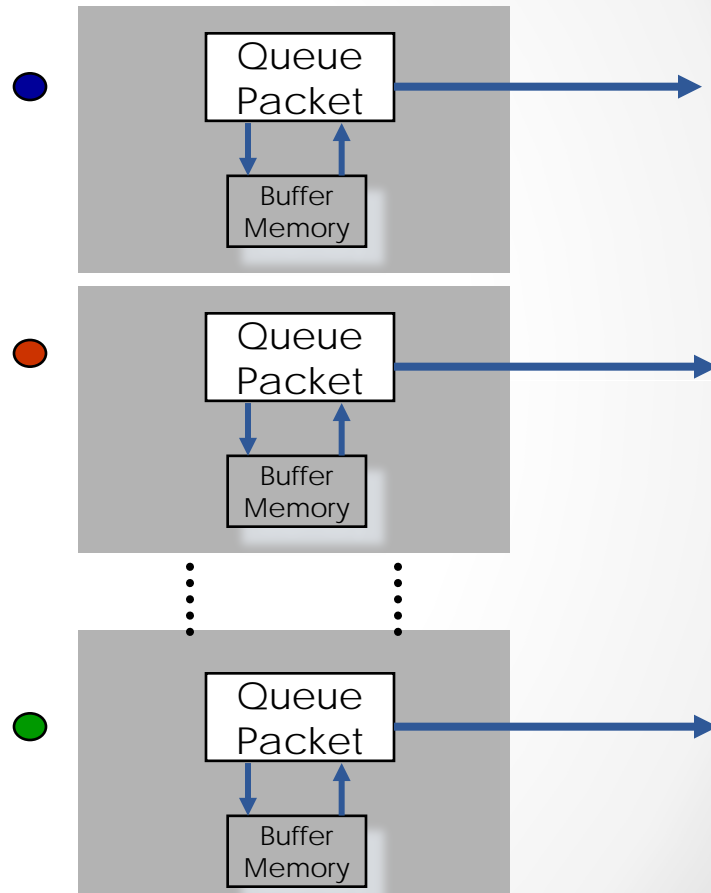 Queue
Packet
Buffer
Memory
Queue
Packet
Buffer
Memory
Queue
Packet
Buffer
Memory